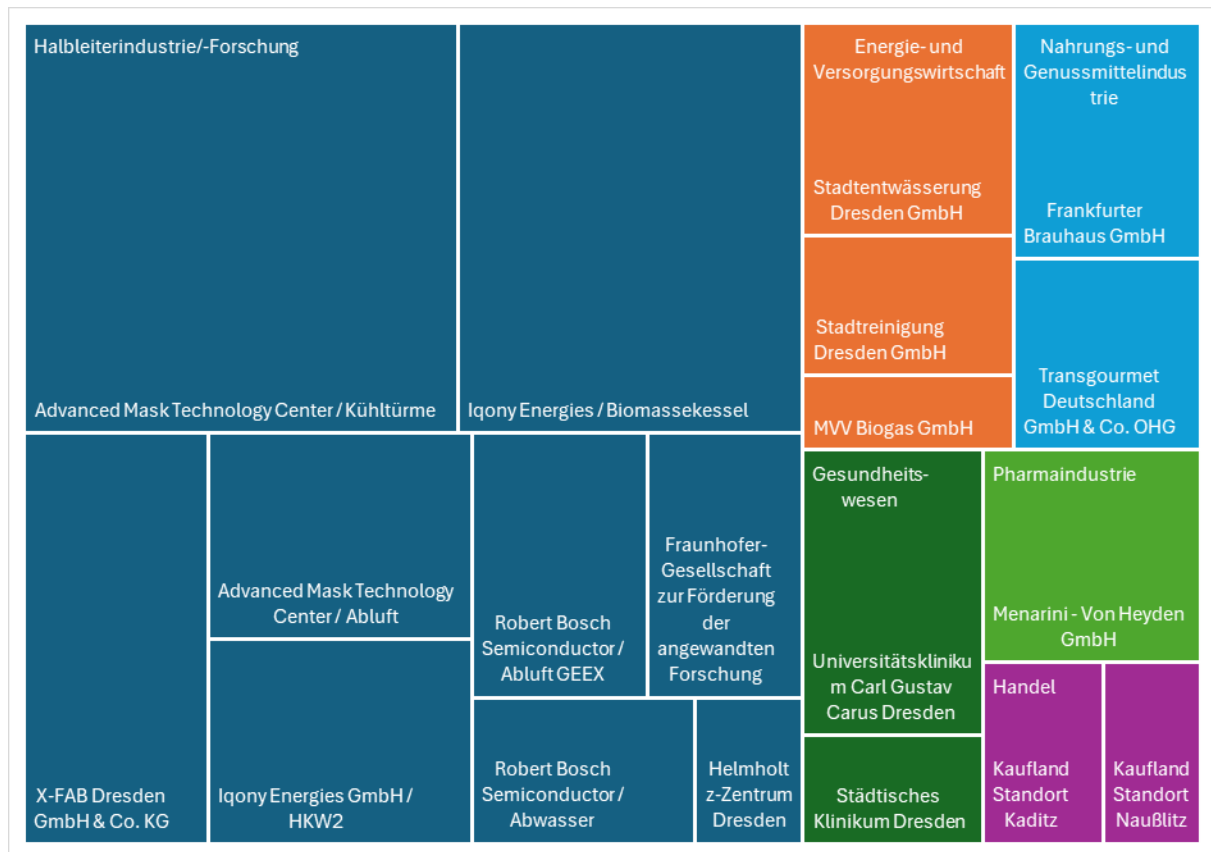 Halbleiterindustrie/-Forschung
Advanced Mask Technology Center / Kühltürme
Iqony Energies / Biomassekessel
X-FAB Dresden
GmbH & Co. KG
Advanced Mask Technology
Center / Abluft
Iqony Energies GmbH /
HKW2
Robert Bosch
Semiconductor /
Abluft GEEX
Fraunhofer-
Gesellschaft
zur Förderung
der
angewandten
Forschung
Robert Bosch
Semiconductor /
Abwasser
Helmholt
z-Zentrum
Dresden
Energie- und
Versorgungswirtschaft
Stadtentwässerung
Dresden GmbH
Stadtreinigung
Dresden GmbH
MVV Biogas GmbH
Nahrungs- und
Genussmittelindus
trie
Frankfurter
Brauhaus GmbH
Transgourmet
Deutschland
GmbH & Co. OHG
Gesundheits-
wesen
Universitätskliniku
m Carl Gustav
Carus Dresden
Städtisches
Klinikum Dresden
Pharmaindustrie
Menarini - Von Heyden
GmbH
Handel
Kaufland
Standort
Kaditz
Kaufland
Standort
Naußlitz